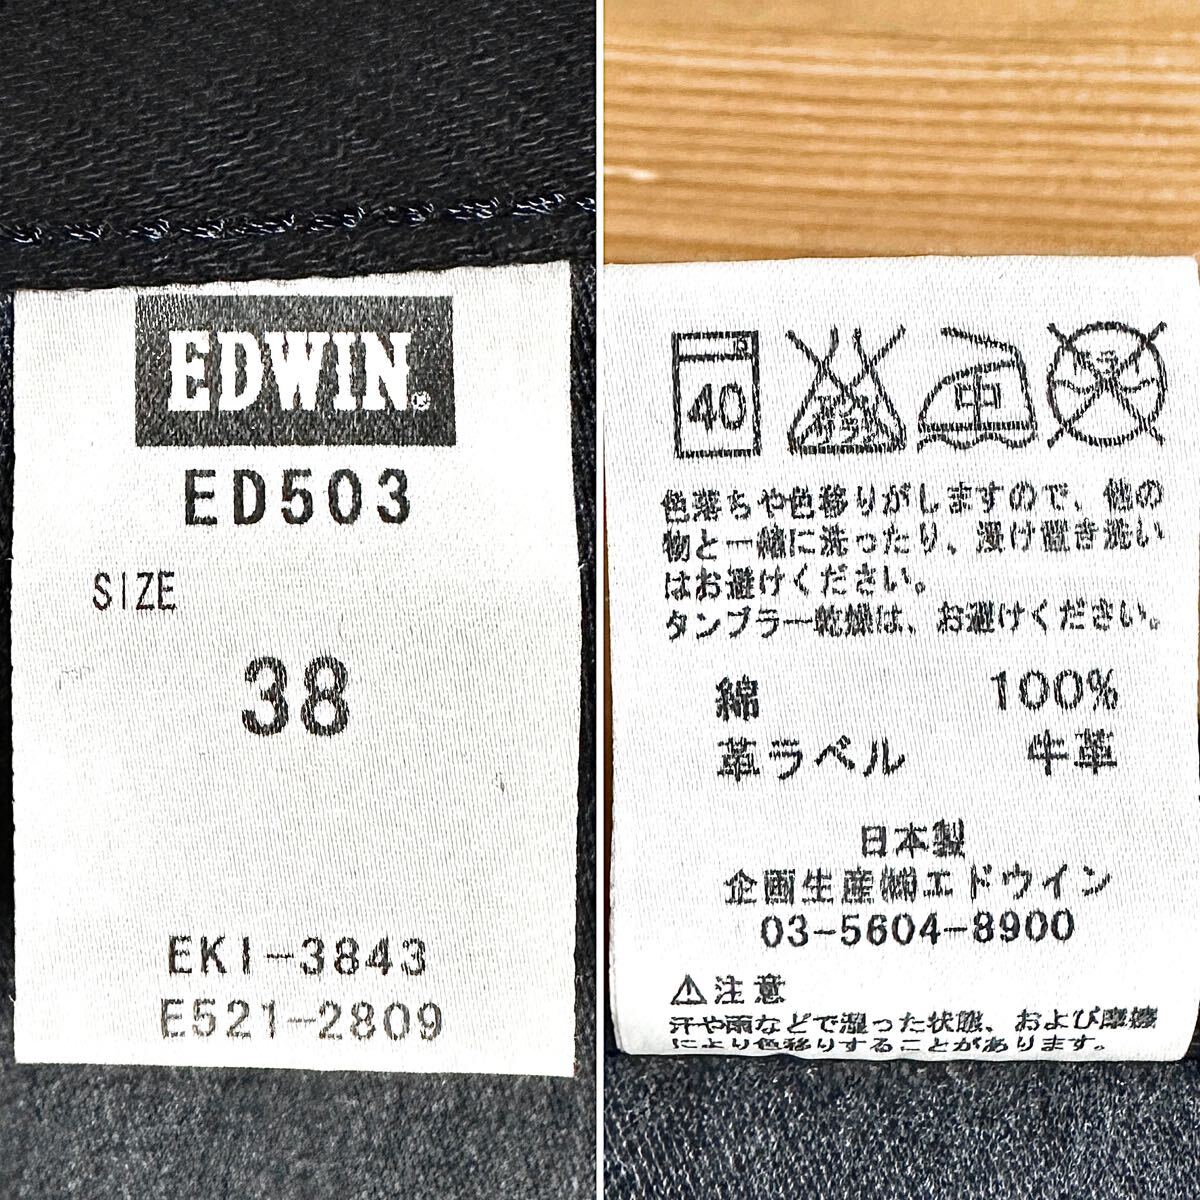 EDWIN®
ED503
SIZE
38
EKI-3843
E521-2809
40
中
色落ちや色移りがしますので、他の
物と一緒に洗ったり、漬け置き洗い
はお避けください。
タンブラー乾燥は、お避けください。
綿 100%
革ラベル 牛革
日本製
企画生産㈱エドウイン
03-5604-8900
⚠注意
汗や雨などで湿った状態、および摩擦
により色移りすることがあります。